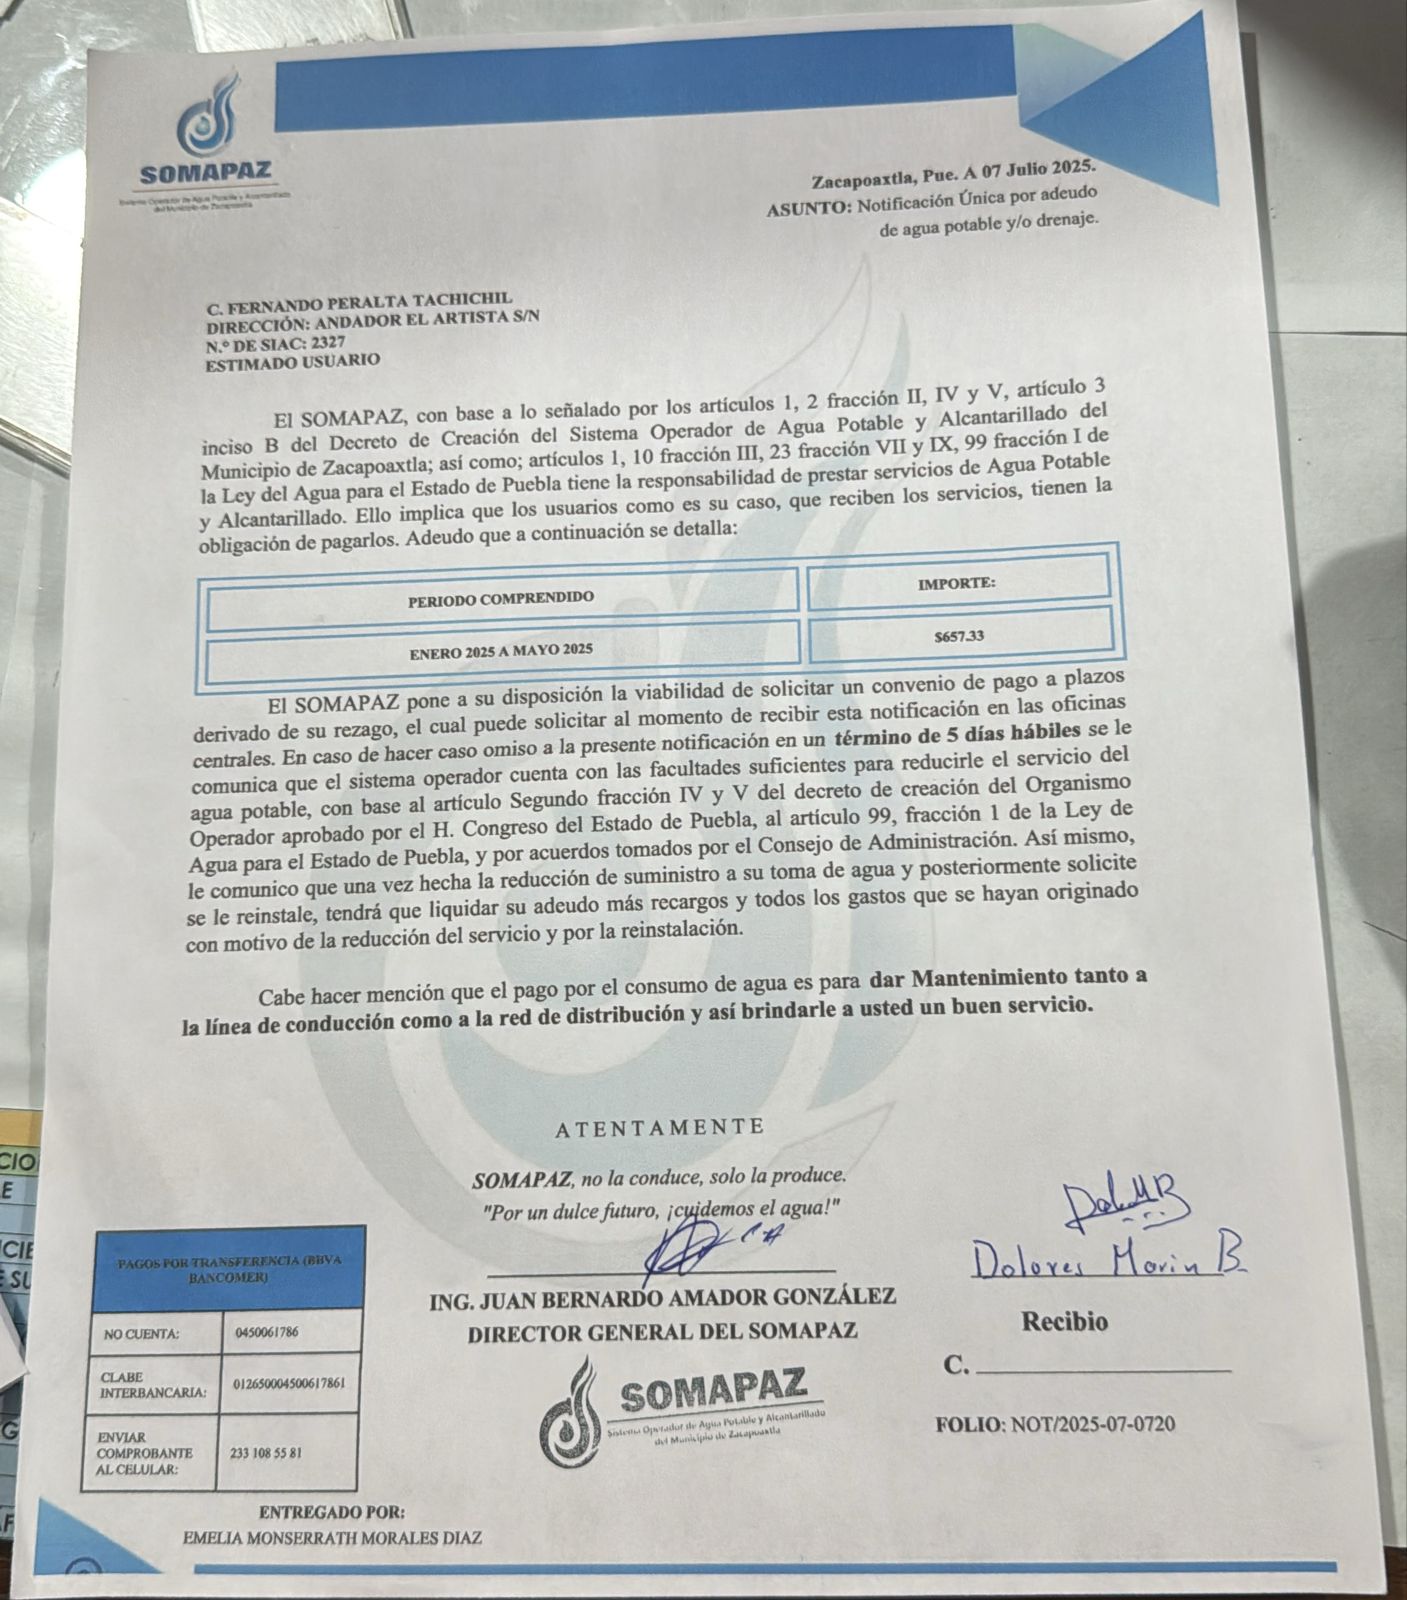 SOMAPAZ
Sistema Operador De Agua Potable y Alcantarillado
del Municipio de Zacapoaxtla
Zacapoaxtla, Pue. A 07 Julio 2025.
ASUNTO: Notificación Única por adeudo
de agua potable y/o drenaje.
C. FERNANDO PERALTA TACHICHIL
DIRECCIÓN: ANDADOR EL ARTISTA S/N
N.º DE SIAC: 2327
ESTIMADO USUARIO
El SOMAPAZ, con base a lo señalado por los artículos 1, 2 fracción II, IV y V, artículo 3
inciso B del Decreto de Creación del Sistema Operador de Agua Potable y Alcantarillado del
Municipio de Zacapoaxtla; así como; artículos 1, 10 fracción III, 23 fracción VII y IX, 99 fracción I de
la Ley del Agua para el Estado de Puebla tiene la responsabilidad de prestar servicios de Agua Potable
y Alcantarillado. Ello implica que los usuarios como es su caso, que reciben los servicios, tienen la
obligación de pagarlos. Adeudo que a continuación se detalla:
PERIODO COMPRENDIDO
IMPORTE:
ENERO 2025 A MAYO 2025
$657.33
El SOMAPAZ pone a su disposición la viabilidad de solicitar un convenio de pago a plazos
derivado de su rezago, el cual puede solicitar al momento de recibir esta notificación en las oficinas
centrales. En caso de hacer caso omiso a la presente notificación en un término de 5 días hábiles se le
comunica que el sistema operador cuenta con las facultades suficientes para reducirle el servicio del
agua potable, con base al artículo Segundo fracción IV y V del decreto de creación del Organismo
Operador aprobado por el H. Congreso del Estado de Puebla, al artículo 99, fracción 1 de la Ley de
Agua para el Estado de Puebla, y por acuerdos tomados por el Consejo de Administración. Así mismo,
le comunico que una vez hecha la reducción de suministro a su toma de agua y posteriormente solicite
se le reinstale, tendrá que liquidar su adeudo más recargos y todos los gastos que se hayan originado
con motivo de la reducción del servicio y por la reinstalación.
Cabe hacer mención que el pago por el consumo de agua es para dar Mantenimiento tanto a
la línea de conducción como a la red de distribución y así brindarle a usted un buen servicio.
ATENTAMENTE
SOMAPAZ, no la conduce, solo la produce.
"Por un dulce futuro, ¡cuidemos el agua!"
ING. JUAN BERNARDO AMADOR GONZÁLEZ
DIRECTOR GENERAL DEL SOMAPAZ
SOMAPAZ
Sistema Operador de Agua Potable y Alcantarillado
del Municipio de Zacapoaxtla
Dolores Marin B.
Recibio
C.
FOLIO: NOT/2025-07-0720
PAGOS POR TRANSFERENCIA (BBVA
BANCOMER)
NO CUENTA:
0450061786
CLABE
INTERBANCARIA:
012650004500617861
ENVIAR
COMPROBANTE
AL CELULAR:
233 108 55 81
ENTREGADO POR:
EMELIA MONSERRATH MORALES DIAZ